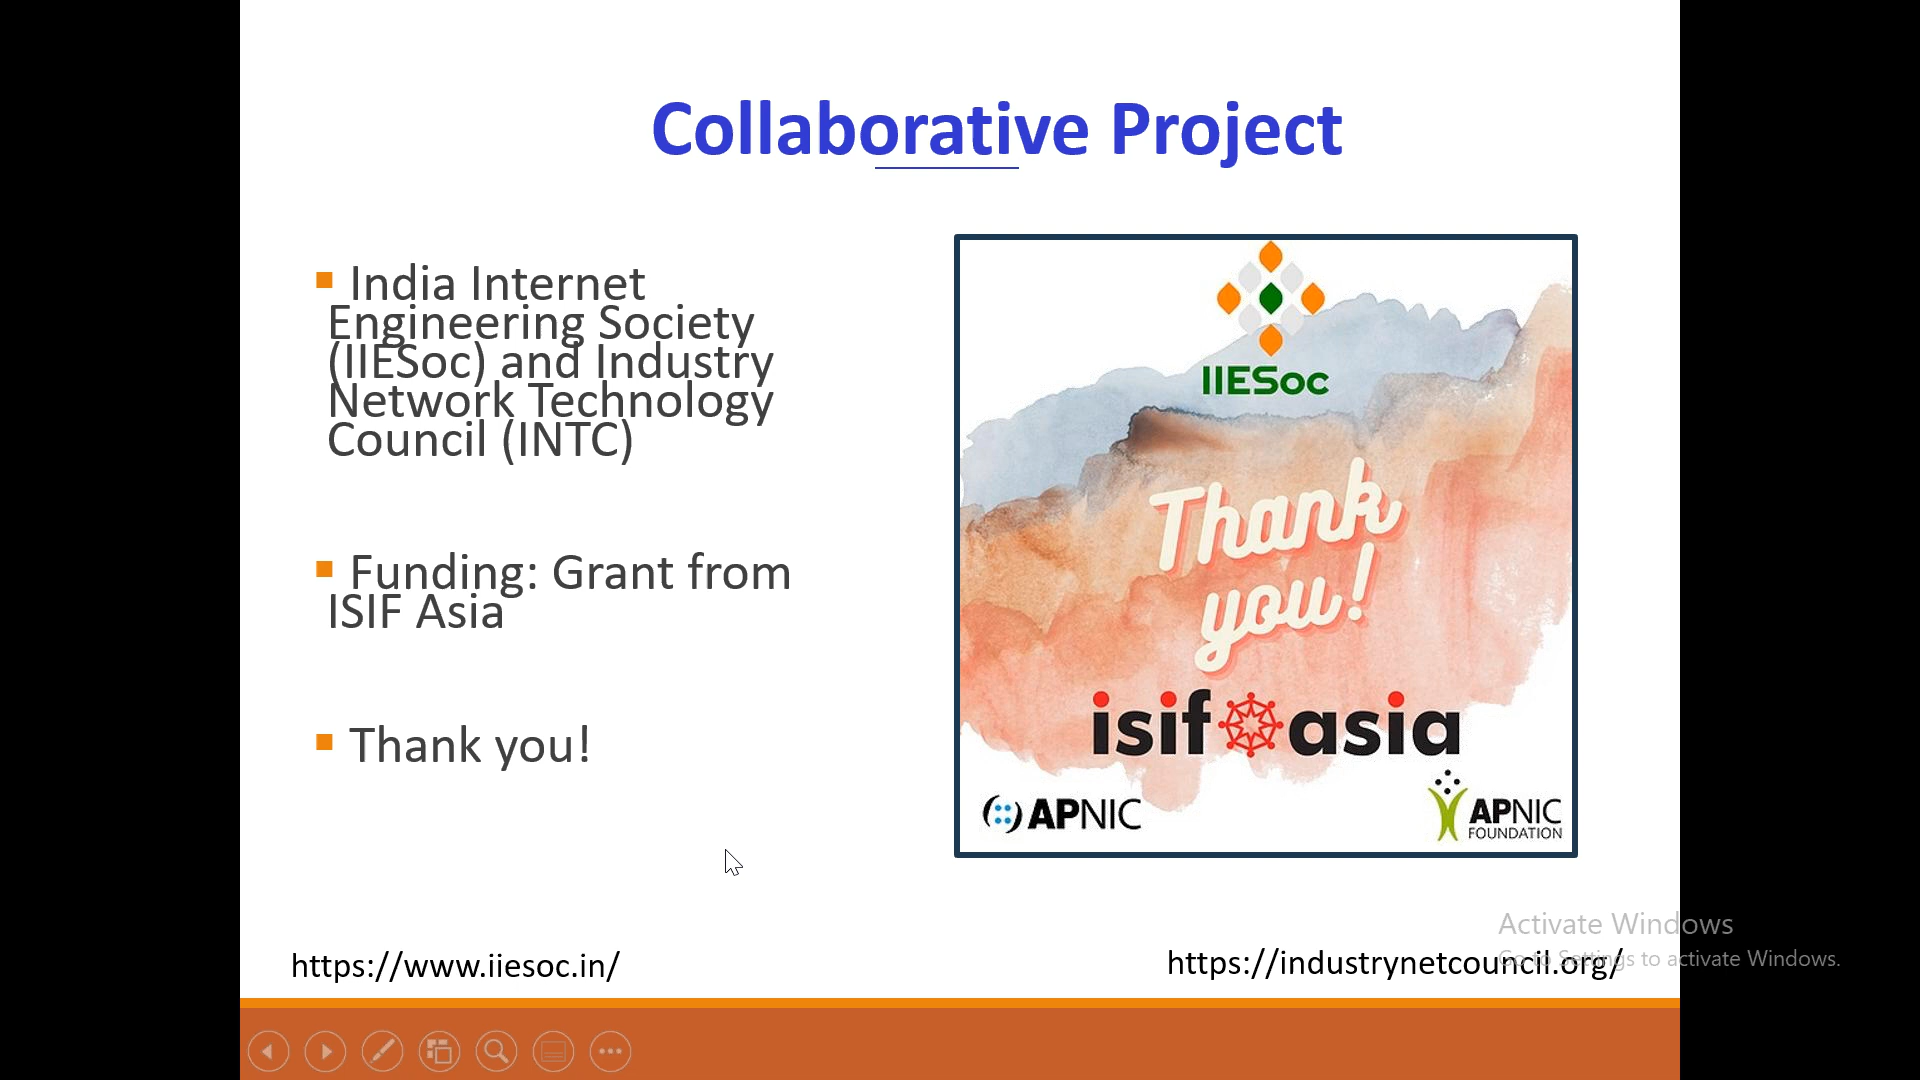 Collaborative Project
India Internet
Engineering Society
(IIESoc) and Industry
Network Technology
Council (INTC)
Funding: Grant from
ISIF Asia
Thank you!
IIESoc
Thank
you!
isif asia
APNIC
APNIC
FOUNDATION
https://www.iiesoc.in/
https://industrynetcouncil.org/
Activate Windows
Go to Settings to activate Windows.